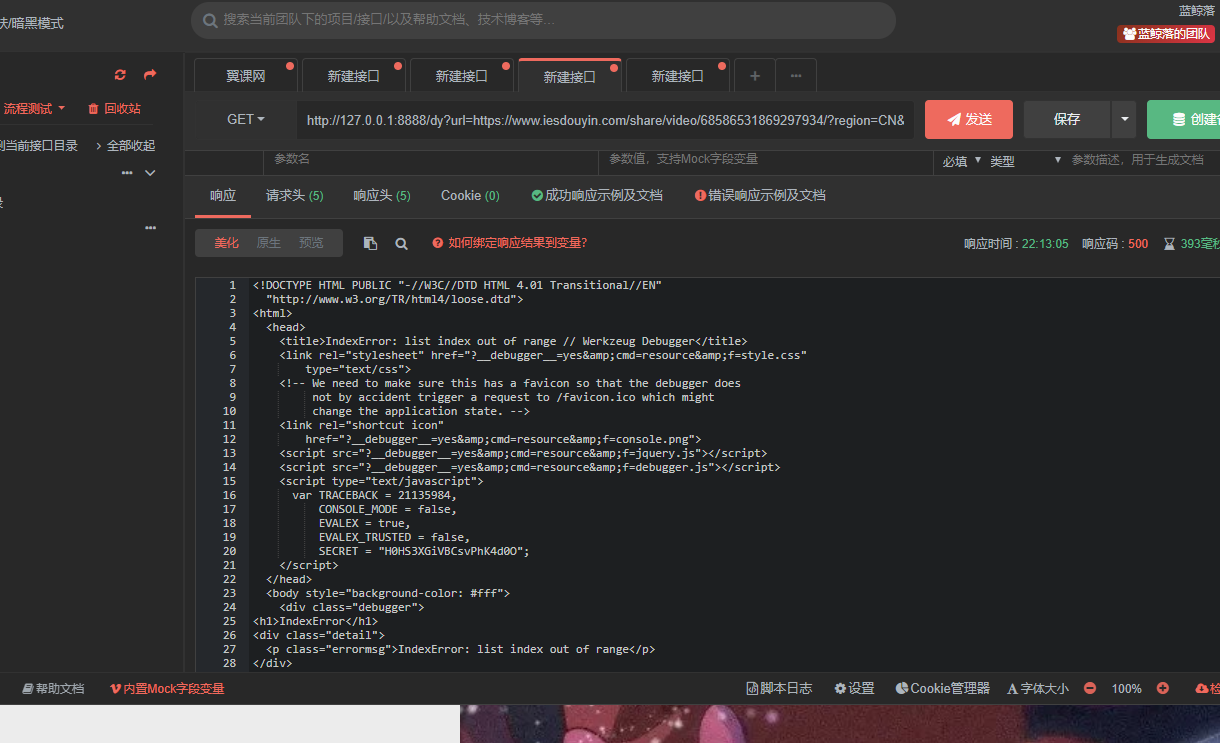 肤/暗黑模式
搜索当前团队下的项目/接口/以及帮助文档、技术博客等...
蓝鲸落
蓝鲸落的团队
翼课网 新建接口 新建接口 新建接口 新建接口 + ...
流程测试 回收站
GET http://127.0.0.1:8888/dy?url=https://www.iesdouyin.com/share/video/68586531869297934/?region=CN& 发送 保存 创建
到当前接口目录 全部收起
参数名 参数值，支持Mock字段变量 必填 类型 参数描述，用于生成文档
响应 请求头 (5) 响应头 (5) Cookie (0) 成功响应示例及文档 错误响应示例及文档
录
美化 原生 预览 如何绑定响应结果到变量? 响应时间 : 22:13:05 响应码 : 500 393毫秒
1 <!DOCTYPE HTML PUBLIC "-//W3C//DTD HTML 4.01 Transitional//EN"
2 "http://www.w3.org/TR/html4/loose.dtd">
3 <html>
4 <head>
5 <title>IndexError: list index out of range // Werkzeug Debugger</title>
6 <link rel="stylesheet" href="?__debugger__=yes&amp;cmd=resource&amp;f=style.css"
7 type="text/css">
8 <!-- We need to make sure this has a favicon so that the debugger does
9 not by accident trigger a request to /favicon.ico which might
10 change the application state. -->
11 <link rel="shortcut icon"
12 href="?__debugger__=yes&amp;cmd=resource&amp;f=console.png">
13 <script src="?__debugger__=yes&amp;cmd=resource&amp;f=jquery.js"></script>
14 <script src="?__debugger__=yes&amp;cmd=resource&amp;f=debugger.js"></script>
15 <script type="text/javascript">
16 var TRACEBACK = 21135984,
17 CONSOLE_MODE = false,
18 EVALEX = true,
19 EVALEX_TRUSTED = false,
20 SECRET = "H0HS3XGiVBCsvPhK4d0O";
21 </script>
22 </head>
23 <body style="background-color: #fff">
24 <div class="debugger">
25 <h1>IndexError</h1>
26 <div class="detail">
27 <p class="errormsg">IndexError: list index out of range</p>
28 </div>
帮助文档 内置Mock字段变量 脚本日志 设置 Cookie管理器 A 字体大小 100% 检